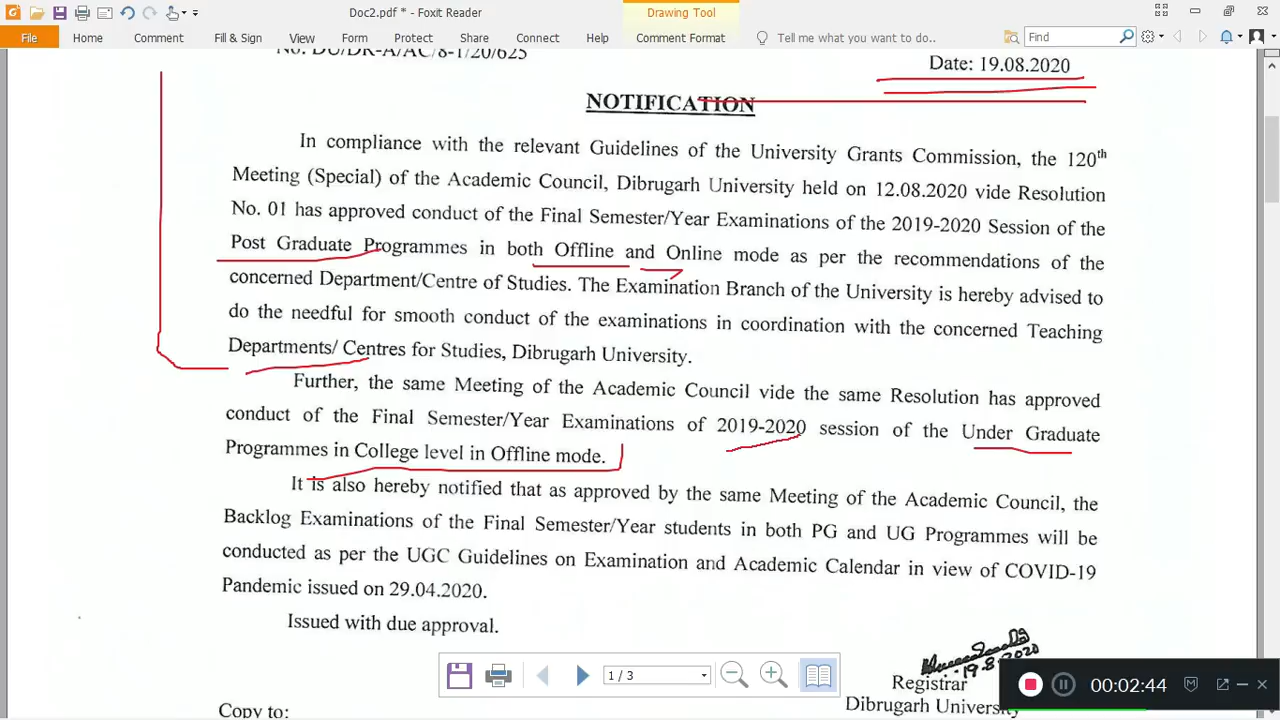 Doc2.pdf * - Foxit Reader
Drawing Tool
File Home Comment Fill & Sign View Form Protect Share Connect Help Comment Format Tell me what you want to do.. Find
No. DU/DR-A/AC/8-1/20/625
Date: 19.08.2020
NOTIFICATION
In compliance with the relevant Guidelines of the University Grants Commission, the 120th
Meeting (Special) of the Academic Council, Dibrugarh University held on 12.08.2020 vide Resolution
No. 01 has approved conduct of the Final Semester/Year Examinations of the 2019-2020 Session of the
Post Graduate Programmes in both Offline and Online mode as per the recommendations of the
concerned Department/Centre of Studies. The Examination Branch of the University is hereby advised to
do the needful for smooth conduct of the examinations in coordination with the concerned Teaching
Departments/ Centres for Studies, Dibrugarh University.
Further, the same Meeting of the Academic Council vide the same Resolution has approved
conduct of the Final Semester/Year Examinations of 2019-2020 session of the Under Graduate
Programmes in College level in Offline mode.
It is also hereby notified that as approved by the same Meeting of the Academic Council, the
Backlog Examinations of the Final Semester/Year students in both PG and UG Programmes will be
conducted as per the UGC Guidelines on Examination and Academic Calendar in view of COVID-19
Pandemic issued on 29.04.2020.
Issued with due approval.
19.8.2020
Registrar
Dibrugarh University
Copy to:
1 / 3
00:02:44